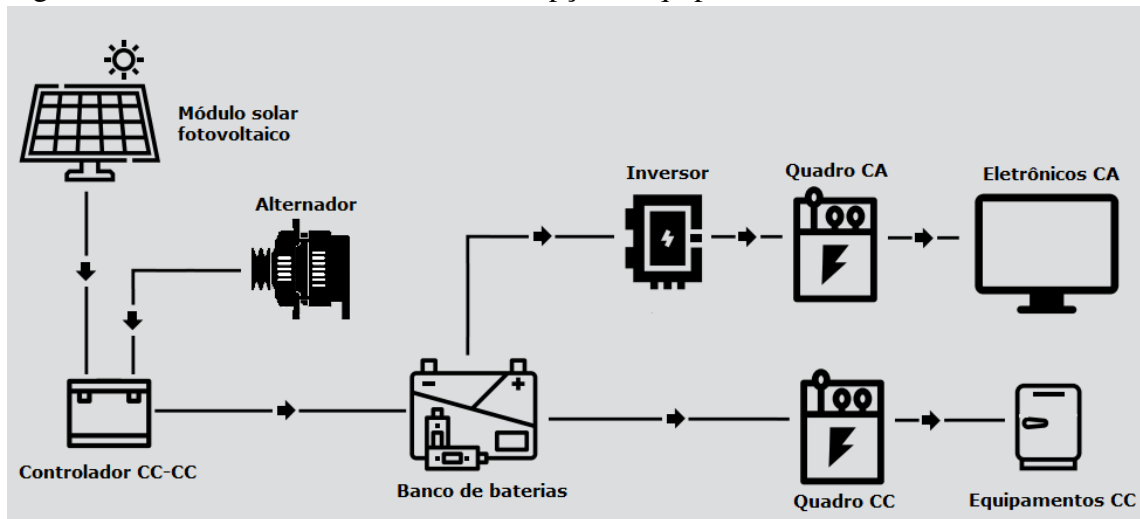 Módulo solar
fotovoltaico
Alternador
Inversor
Quadro CA
Eletrônicos CA
Controlador CC-CC
Banco de baterias
Quadro CC
Equipamentos CC